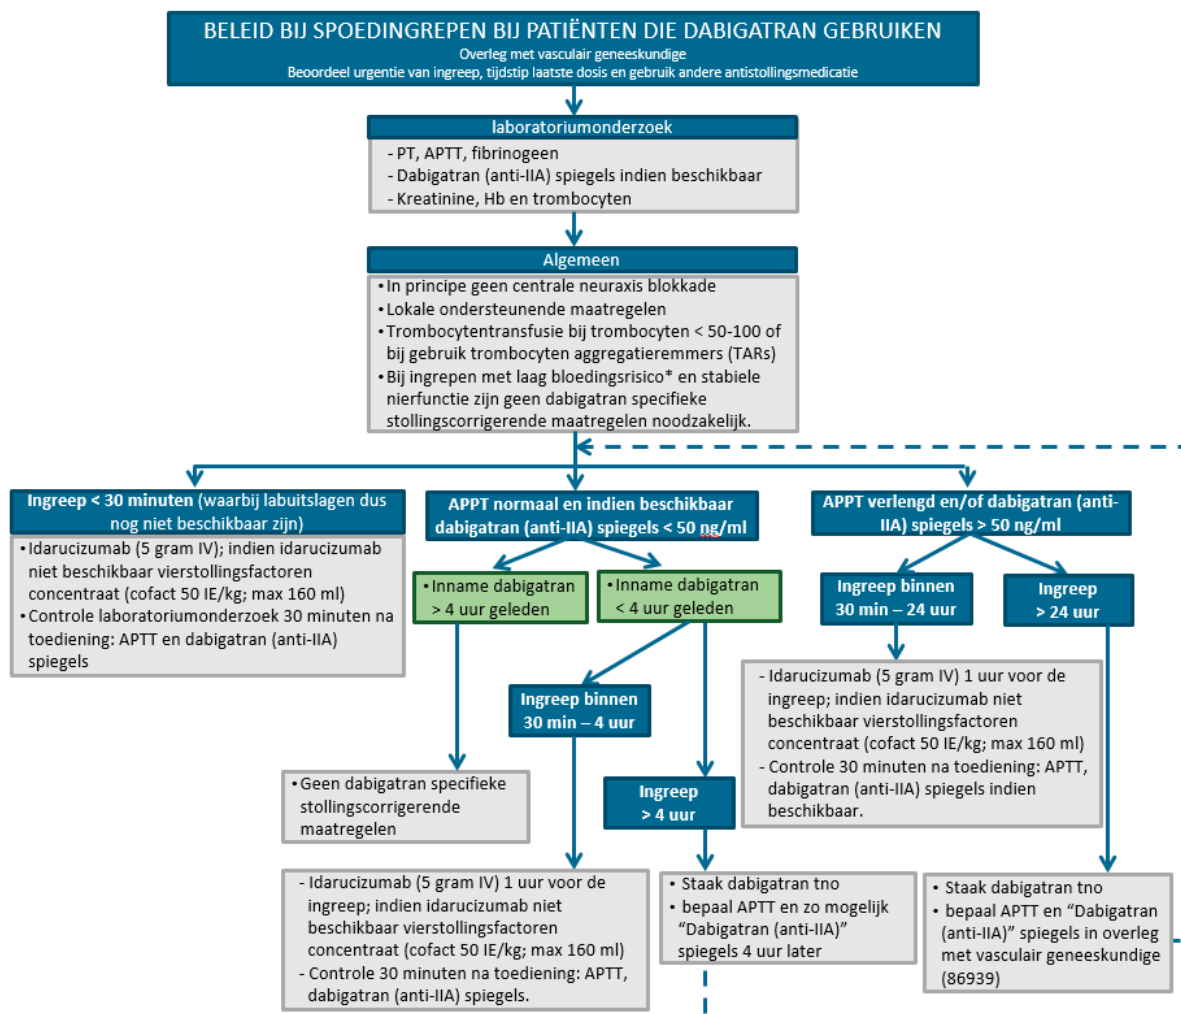 BELEID BIJ SPOEDINGREPEN BIJ PATIËNTEN DIE DABIGATRAN GEBRUIKEN
Overleg met vasculair geneeskundige
Beoordeel urgentie van ingreep, tijdstip laatste dosis en gebruik andere antistollingsmedicatie
laboratoriumonderzoek
- PT, APTT, fibrinogeen
- Dabigatran (anti-IIA) spiegels indien beschikbaar
- Kreatinine, Hb en trombocyten
Algemeen
• In principe geen centrale neuraxis blokkade
• Lokale ondersteunende maatregelen
• Trombocytentransfusie bij trombocyten < 50-100 of
bij gebruik trombocyten aggregatieremmers (TARs)
• Bij ingrepen met laag bloedingsrisico* en stabiele
nierfunctie zijn geen dabigatran specifieke
stollingscorrigerende maatregelen noodzakelijk.
Ingreep < 30 minuten (waarbij labuitslagen dus
nog niet beschikbaar zijn)
• Idarucizumab (5 gram IV); indien idarucizumab
niet beschikbaar vierstollingsfactoren
concentraat (cofact 50 IE/kg; max 160 ml)
• Controle laboratoriumonderzoek 30 minuten na
toediening: APTT en dabigatran (anti-IIA)
spiegels
APPT normaal en indien beschikbaar
dabigatran (anti-IIA) spiegels < 50 ng/ml
• Inname dabigatran
> 4 uur geleden
• Inname dabigatran
< 4 uur geleden
Ingreep binnen
30 min – 4 uur
• Geen dabigatran specifieke
stollingscorrigerende
maatregelen
Ingreep
> 4 uur
- Idarucizumab (5 gram IV) 1 uur voor de
ingreep; indien idarucizumab niet
beschikbaar vierstollingsfactoren
concentraat (cofact 50 IE/kg; max 160 ml)
- Controle 30 minuten na toediening: APTT,
dabigatran (anti-IIA) spiegels.
• Staak dabigatran tno
• bepaal APTT en zo mogelijk
“Dabigatran (anti-IIA)”
spiegels 4 uur later
APPT verlengd en/of dabigatran (anti-
IIA) spiegels > 50 ng/ml
Ingreep binnen
30 min – 24 uur
Ingreep
> 24 uur
- Idarucizumab (5 gram IV) 1 uur voor de
ingreep; indien idarucizumab niet
beschikbaar vierstollingsfactoren
concentraat (cofact 50 IE/kg; max 160 ml)
- Controle 30 minuten na toediening: APTT,
dabigatran (anti-IIA) spiegels indien
beschikbaar.
• Staak dabigatran tno
• bepaal APTT en “Dabigatran
(anti-IIA)” spiegels in overleg
met vasculair geneeskundige
(86939)